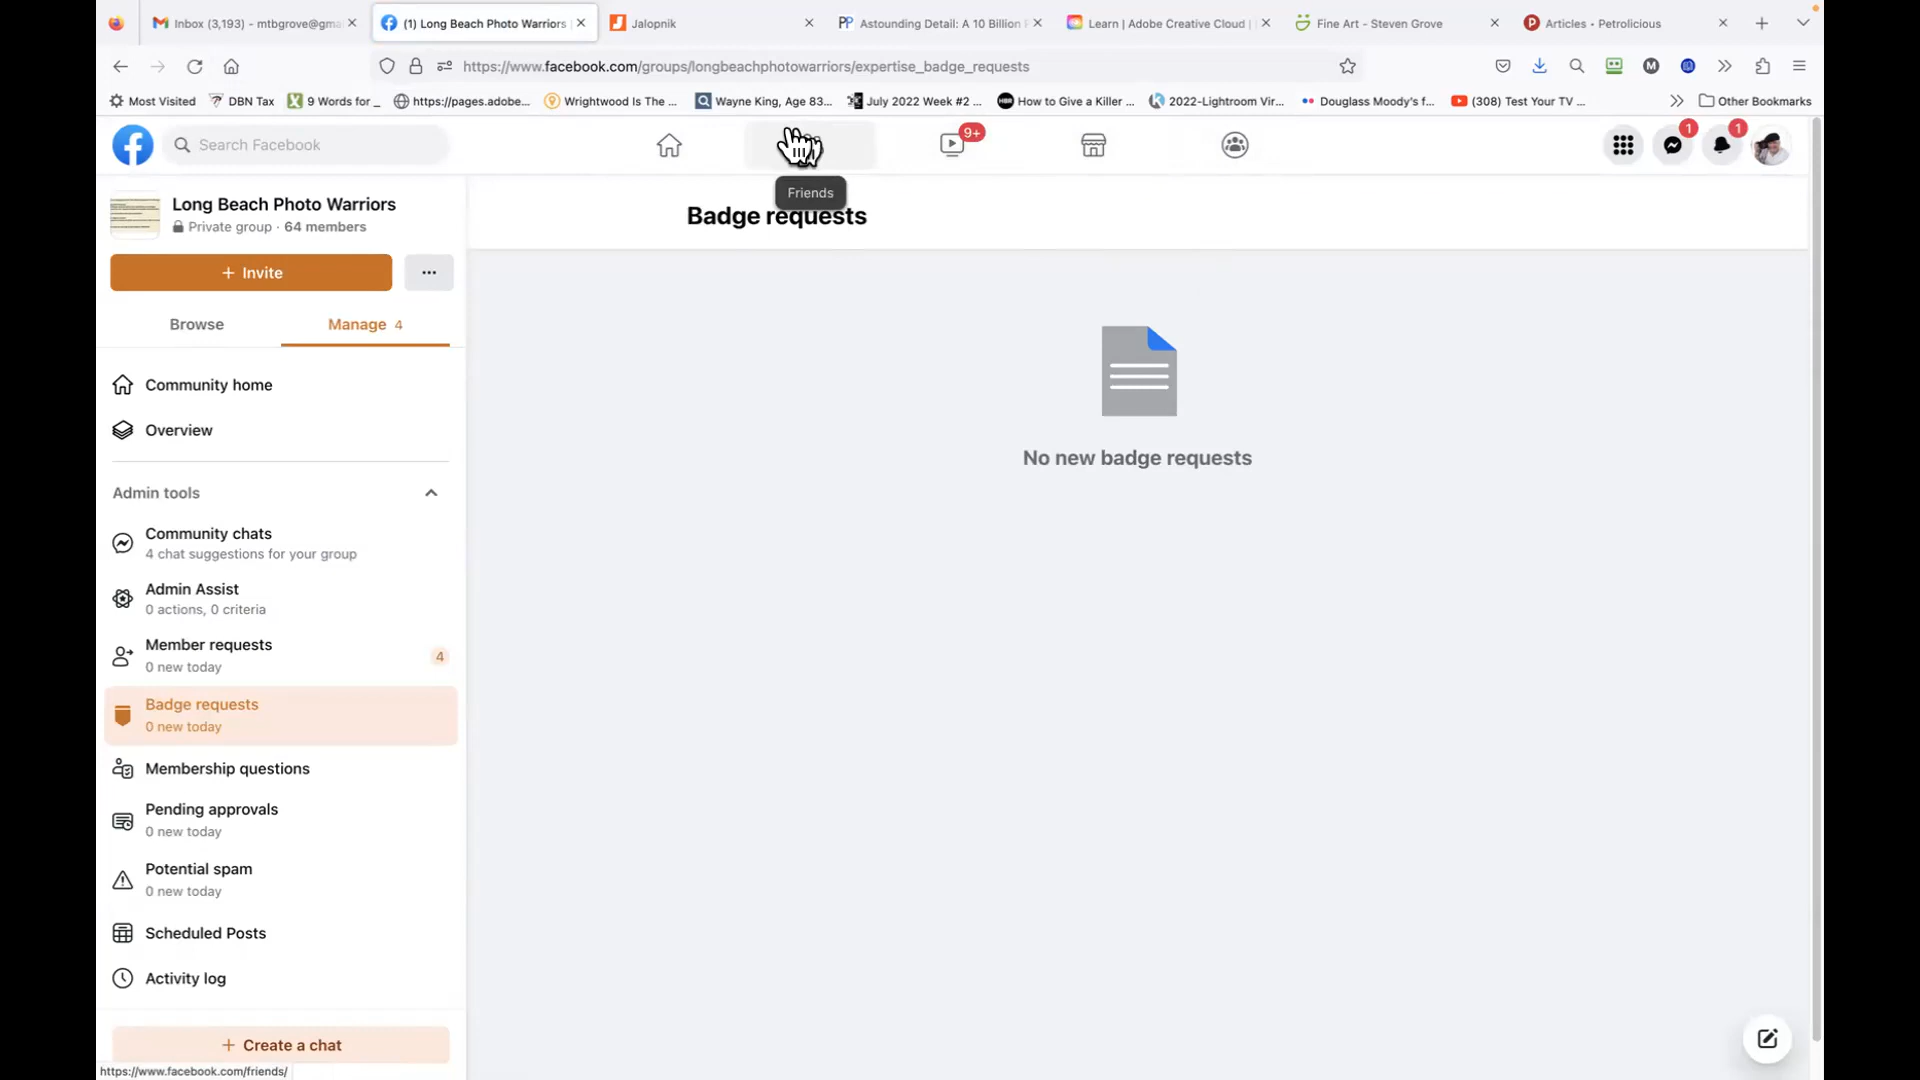 Inbox (3,193) - mtbgrove@gma
(1) Long Beach Photo Warriors
Jalopnik
Astounding Detail: A 10 Billion
Learn | Adobe Creative Cloud
Fine Art - Steven Grove
Articles • Petrolicious
https://www.facebook.com/groups/longbeachphotowarriors/expertise_badge_requests
Most Visited
DBN Tax
9 Words for _
https://pages.adobe...
Wrightwood Is The ...
Wayne King, Age 83...
July 2022 Week #2 ...
How to Give a Killer ...
2022-Lightroom Vir...
Douglass Moody's f...
(308) Test Your TV ...
Other Bookmarks
Search Facebook
9+
1
1
Friends
Long Beach Photo Warriors
Private group · 64 members
+ Invite
Browse
Manage 4
Community home
Overview
Admin tools
Community chats
4 chat suggestions for your group
Admin Assist
0 actions, 0 criteria
Member requests
0 new today
4
Badge requests
0 new today
Membership questions
Pending approvals
0 new today
Potential spam
0 new today
Scheduled Posts
Activity log
+ Create a chat
https://www.facebook.com/friends/
Badge requests
No new badge requests